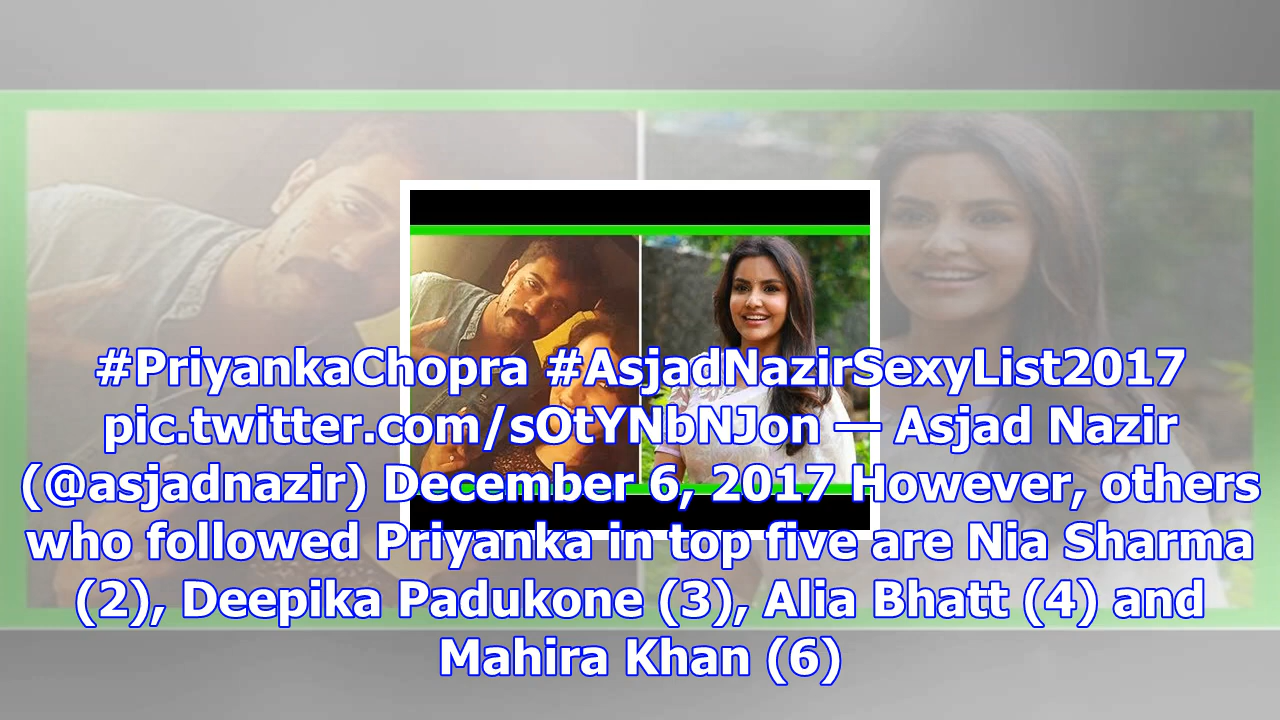 #PriyankaChopra #AsjadNazirSexyList2017
pic.twitter.com/sOtYNbNJon — Asjad Nazir
(@asjadnazir) December 6, 2017 However, others
who followed Priyanka in top five are Nia Sharma
(2), Deepika Padukone (3), Alia Bhatt (4) and
Mahira Khan (6)